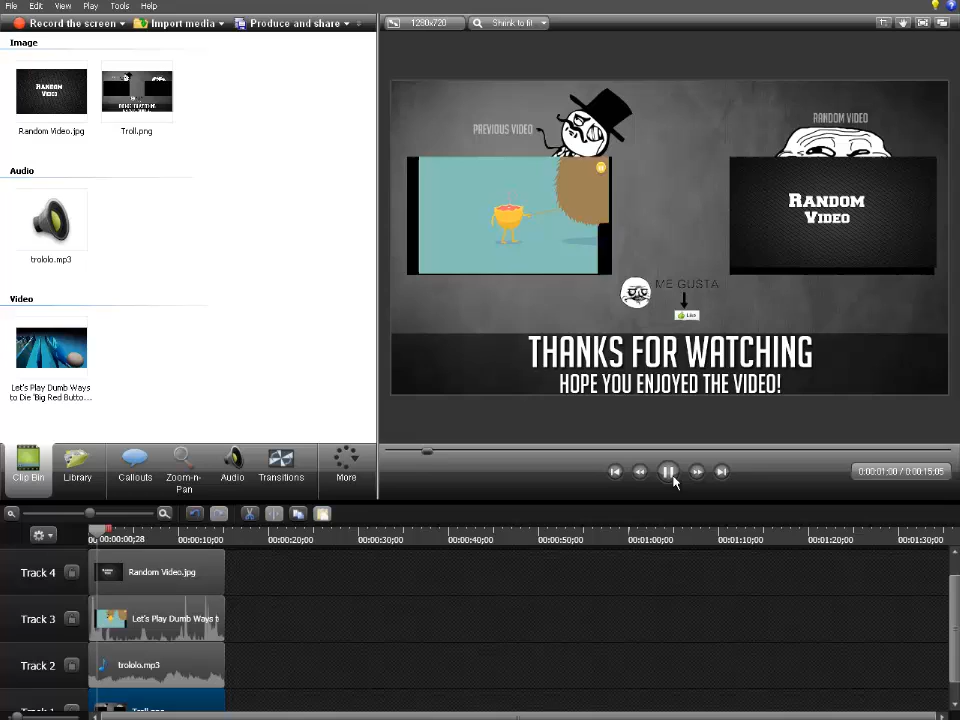 File Edit View Play Tools Help
Record the screen Import media Produce and share
1280x720 Shrink to fit
Image
Random Video.jpg Troll.png
Audio
trololo.mp3
Video
Let's Play Dumb Ways
to Die 'Big Red Butto...
PREVIOUS VIDEO
RANDOM VIDEO
RANDOM
VIDEO
ME GUSTA
Like
THANKS FOR WATCHING
HOPE YOU ENJOYED THE VIDEO!
Clip Bin Library Callouts Zoom-n-
Pan Audio Transitions More
0:00:01;00 / 0:00:15;05
00:00:00;28 00:00:10;00 00:00:20;00 00:00:30;00 00:00:40;00 00:00:50;00 00:01:00;00 00:01:10;00 00:01:20;00 00:01:30;00
Track 4 Random Video.jpg
Track 3 Let's Play Dumb Ways t
Track 2 trololo.mp3
Track 1 Troll.png